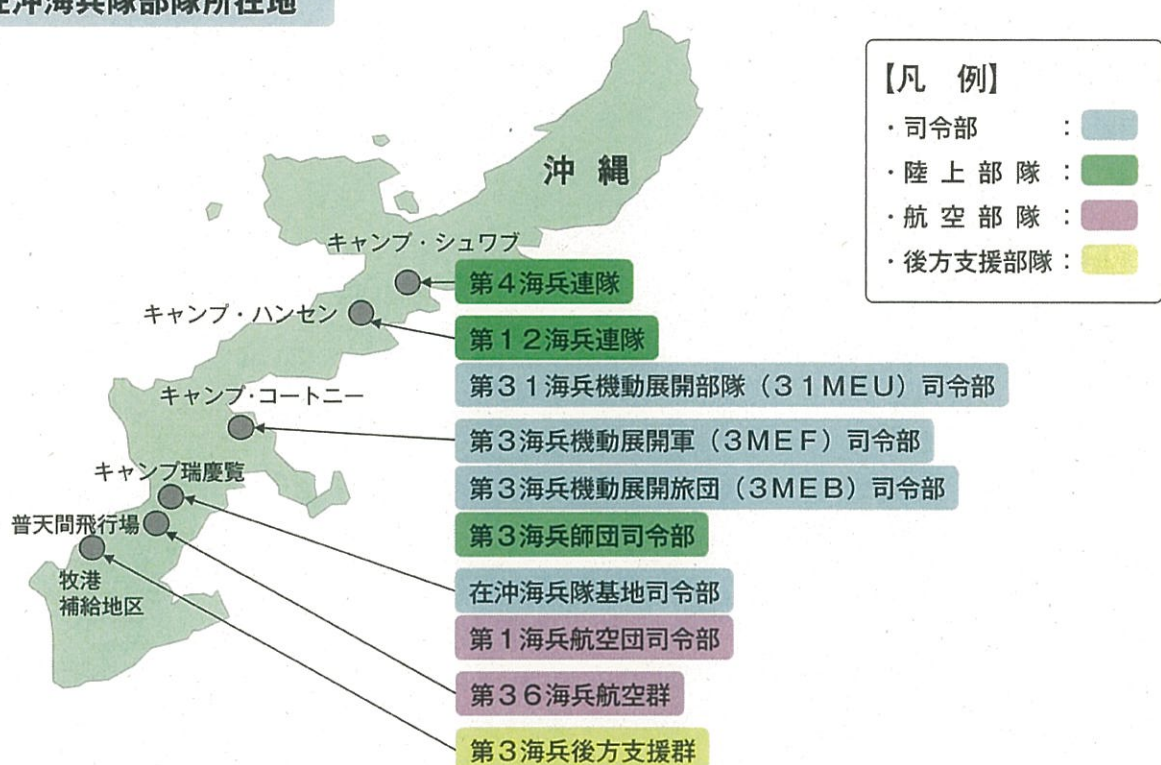 在沖海兵隊部隊所在地
【凡 例】
・司令部 :
・陸上部隊 :
・航空部隊 :
・後方支援部隊 :
沖縄
キャンプ・シュワブ
第4海兵連隊
キャンプ・ハンセン
第12海兵連隊
第31海兵機動展開部隊(31MEU)司令部
キャンプ・コートニー
第3海兵機動展開軍(3MEF)司令部
キャンプ瑞慶覧
第3海兵機動展開旅団(3MEB)司令部
普天間飛行場
第3海兵師団司令部
牧港
補給地区
在沖海兵隊基地司令部
第1海兵航空団司令部
第36海兵航空群
第3海兵後方支援群